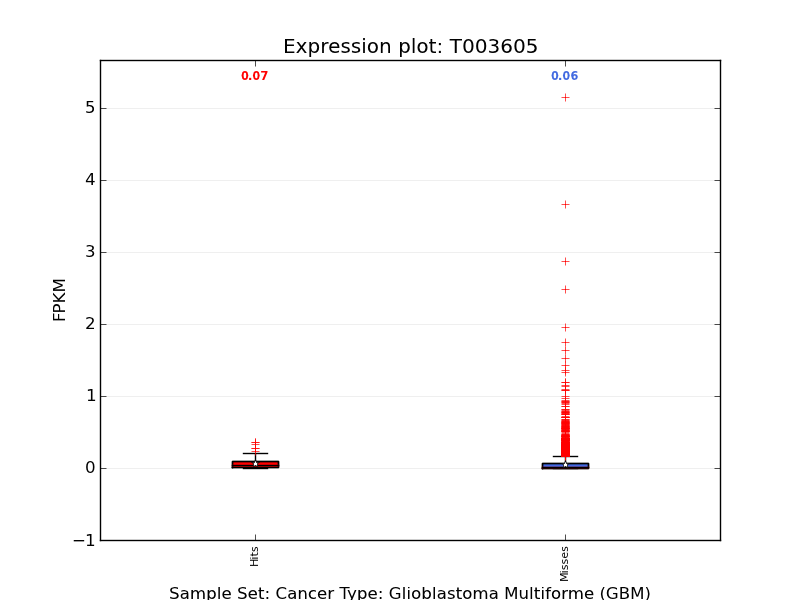 Expression plot: T003605
0.07
0.06
5
4
3
2
1
0
−1
FPKM
Hits
Misses
Sample Set: Cancer Type: Glioblastoma Multiforme (GBM)